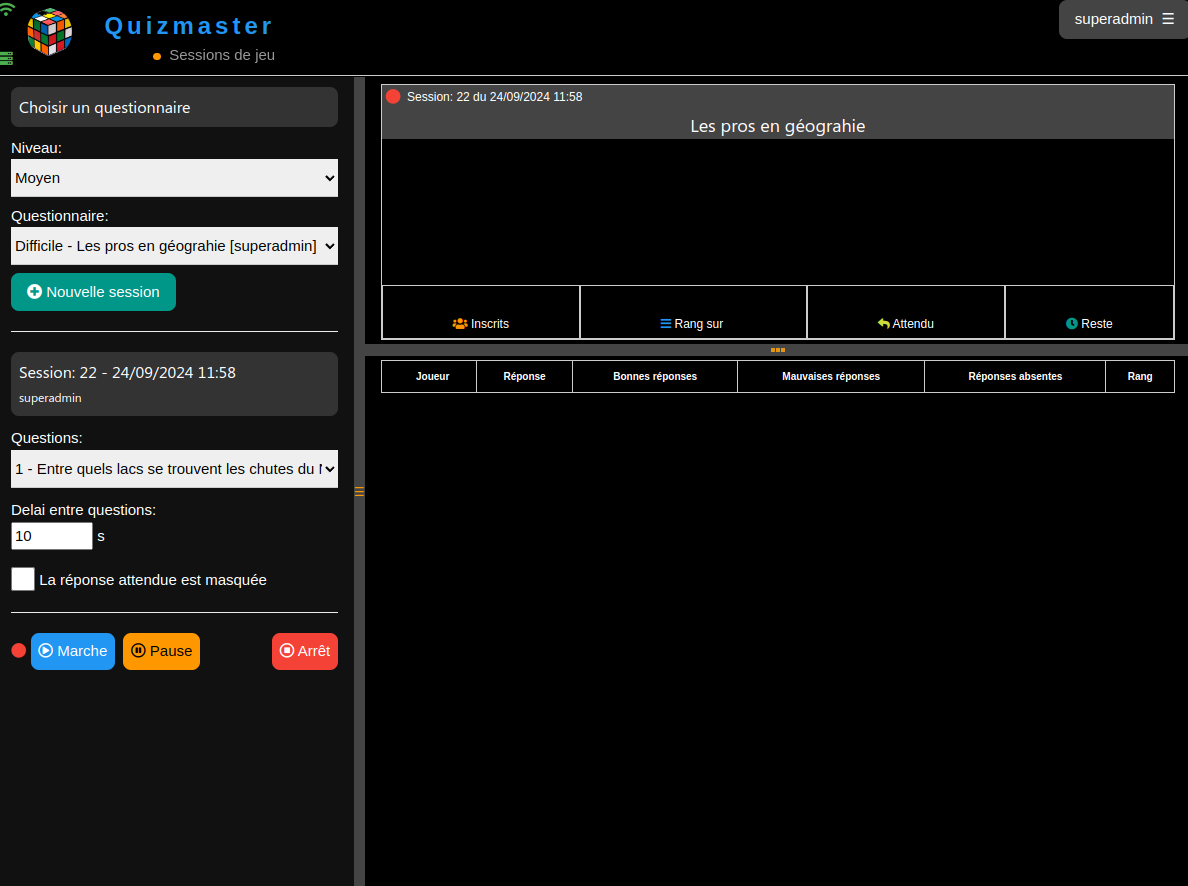 Quizmaster
Sessions de jeu
superadmin
Choisir un questionnaire
Niveau:
Moyen
Questionnaire:
Difficile - Les pros en géograhie [superadmin]
Nouvelle session
Session: 22 - 24/09/2024 11:58
superadmin
Questions:
1 - Entre quels lacs se trouvent les chutes du
Delai entre questions:
10 s
La réponse attendue est masquée
Marche Pause Arrêt
Session: 22 du 24/09/2024 11:58
Les pros en géograhie
Inscrits Rang sur Attendu Reste
Joueur Réponse Bonnes réponses Mauvaises réponses Réponses absentes Rang